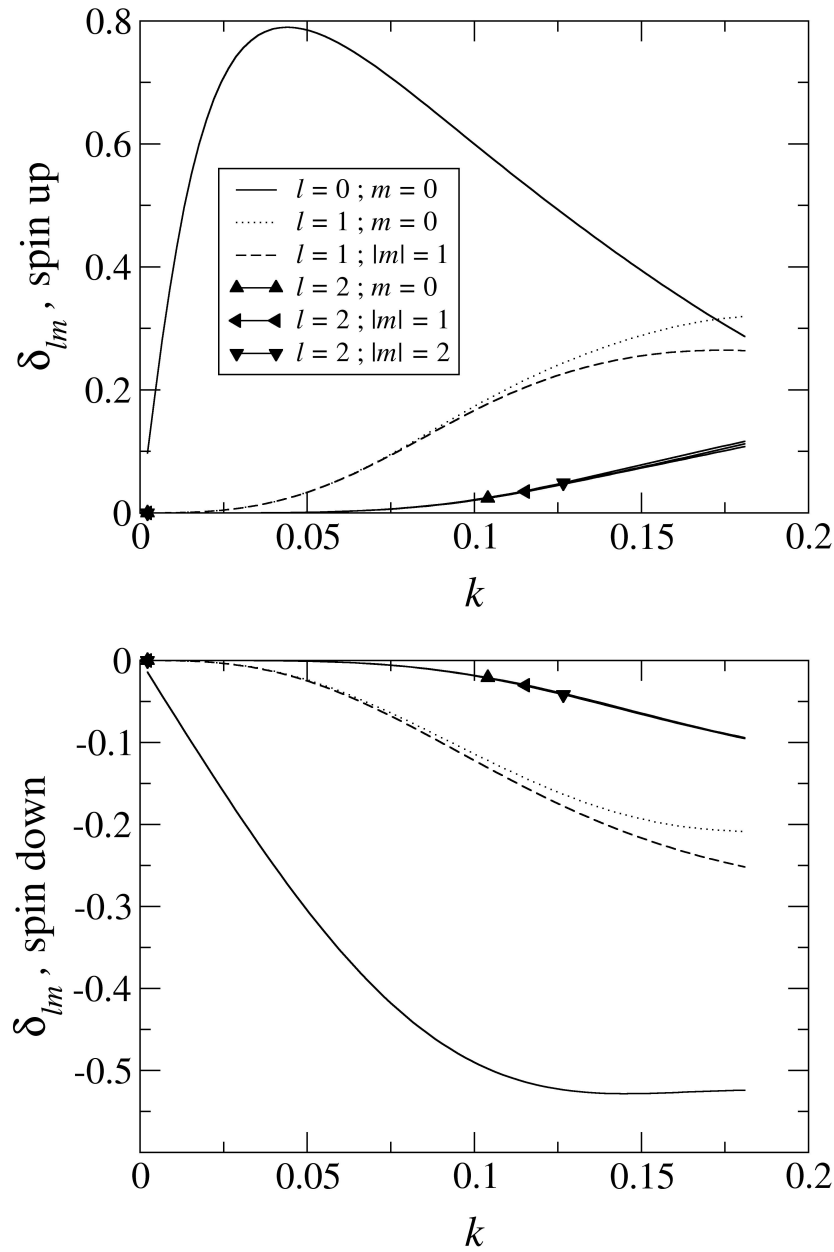 0.8
0.6
0.4
0.2
0
δlm, spin up
l = 0 ; m = 0
l = 1 ; m = 0
l = 1 ; |m| = 1
l = 2 ; m = 0
l = 2 ; |m| = 1
l = 2 ; |m| = 2
0 0.05 0.1 0.15 0.2
k
0
-0.1
-0.2
-0.3
-0.4
-0.5
δlm, spin down
0 0.05 0.1 0.15 0.2
k